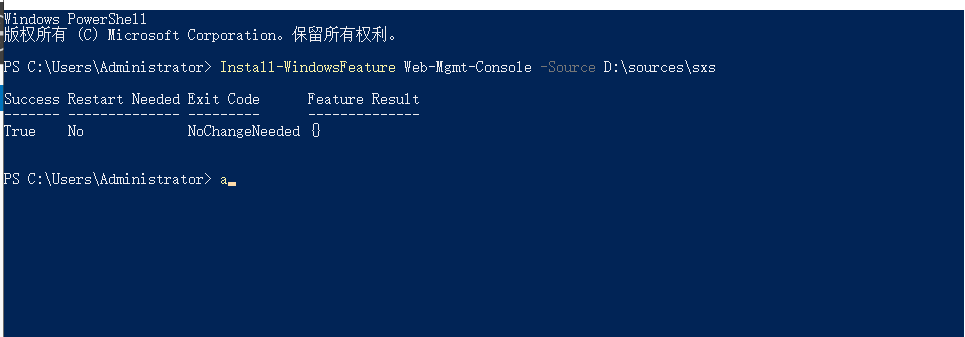 Windows PowerShell
版权所有 (C) Microsoft Corporation。保留所有权利。
PS C:\Users\Administrator> Install-WindowsFeature Web-Mgmt-Console -Source D:\sources\sxs
Success Restart Needed Exit Code      Feature Result
------- -------------- ---------      --------------
True    No             NoChangeNeeded {}
PS C:\Users\Administrator> a